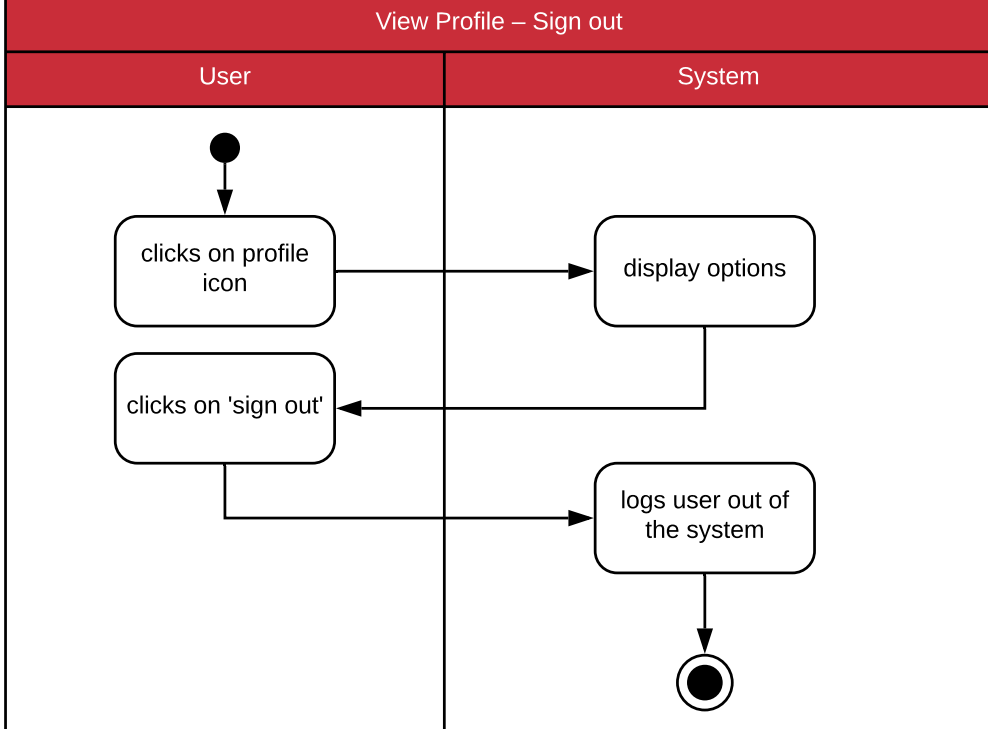 View Profile – Sign out
User
System
clicks on profile
icon
display options
clicks on 'sign out'
logs user out of
the system